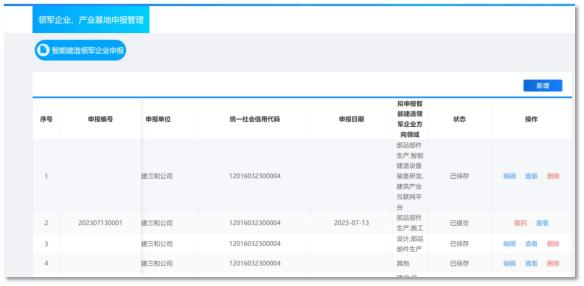 领军企业、产业基地申报管理
智能建造领军企业申报
新增
序号 申报编号 申报单位 统一社会信用代码 申报日期 拟申报智能建造领军企业方向领域 状态 操作
1 建三和公司 12016032300004 部品部件生产,智能建造设备装备研发,建筑产业互联网平台 已保存 编辑 查看 删除
2 202307130001 建三和公司 12016032300004 2023-07-13 部品部件生产,施工 已提交 撤回 查看
3 建三和公司 12016032300004 设计,部品部件生产 已保存 编辑 查看 删除
4 建三和公司 12016032300004 其他 已保存 编辑 查看 删除